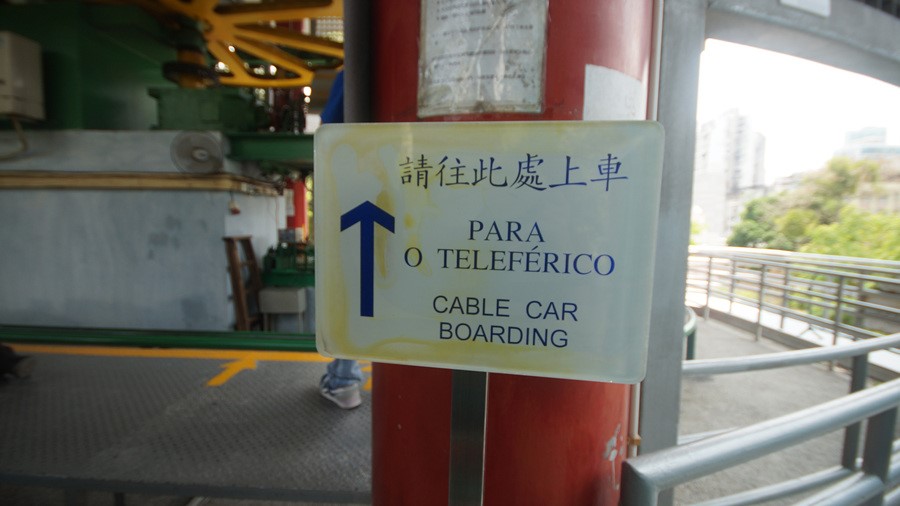 請往此處上車
PARA
O TELEFÉRICO
CABLE CAR
BOARDING